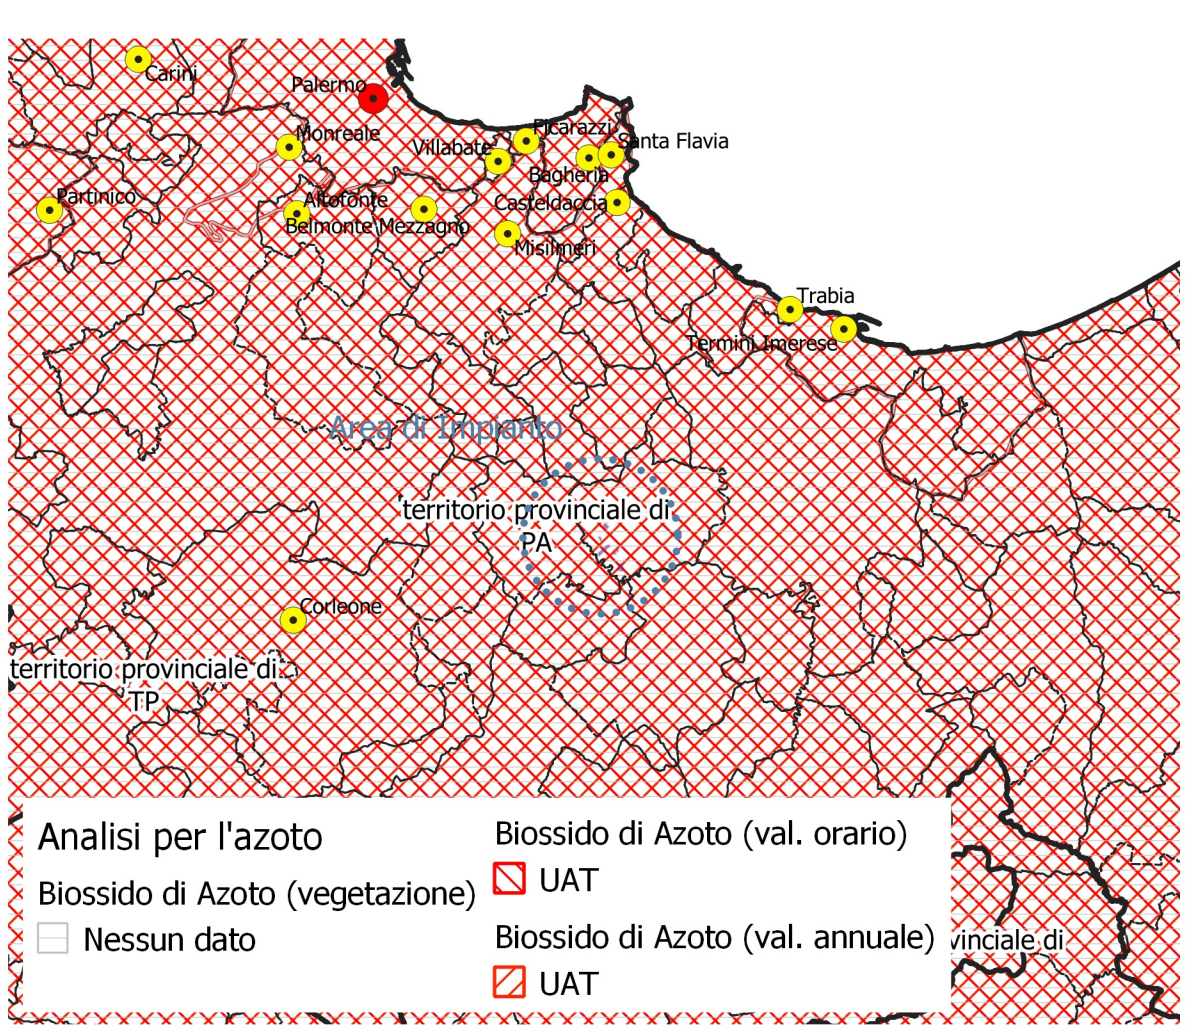 Carini
Palermo
Monreale
Ficarazzi
Santa Flavia
Villabate
Bagheria
Partinico
Altofonte
Casteldaccia
Belmonte Mezzagno
Misilmeri
Trabia
Termini Imerese
Area di Impianto
territorio provinciale di
PA
Corleone
territorio provinciale di
TP
Analisi per l'azoto
Biossido di Azoto (vegetazione)
Nessun dato
Biossido di Azoto (val. orario)
UAT
Biossido di Azoto (val. annuale)
UAT
vinciale di